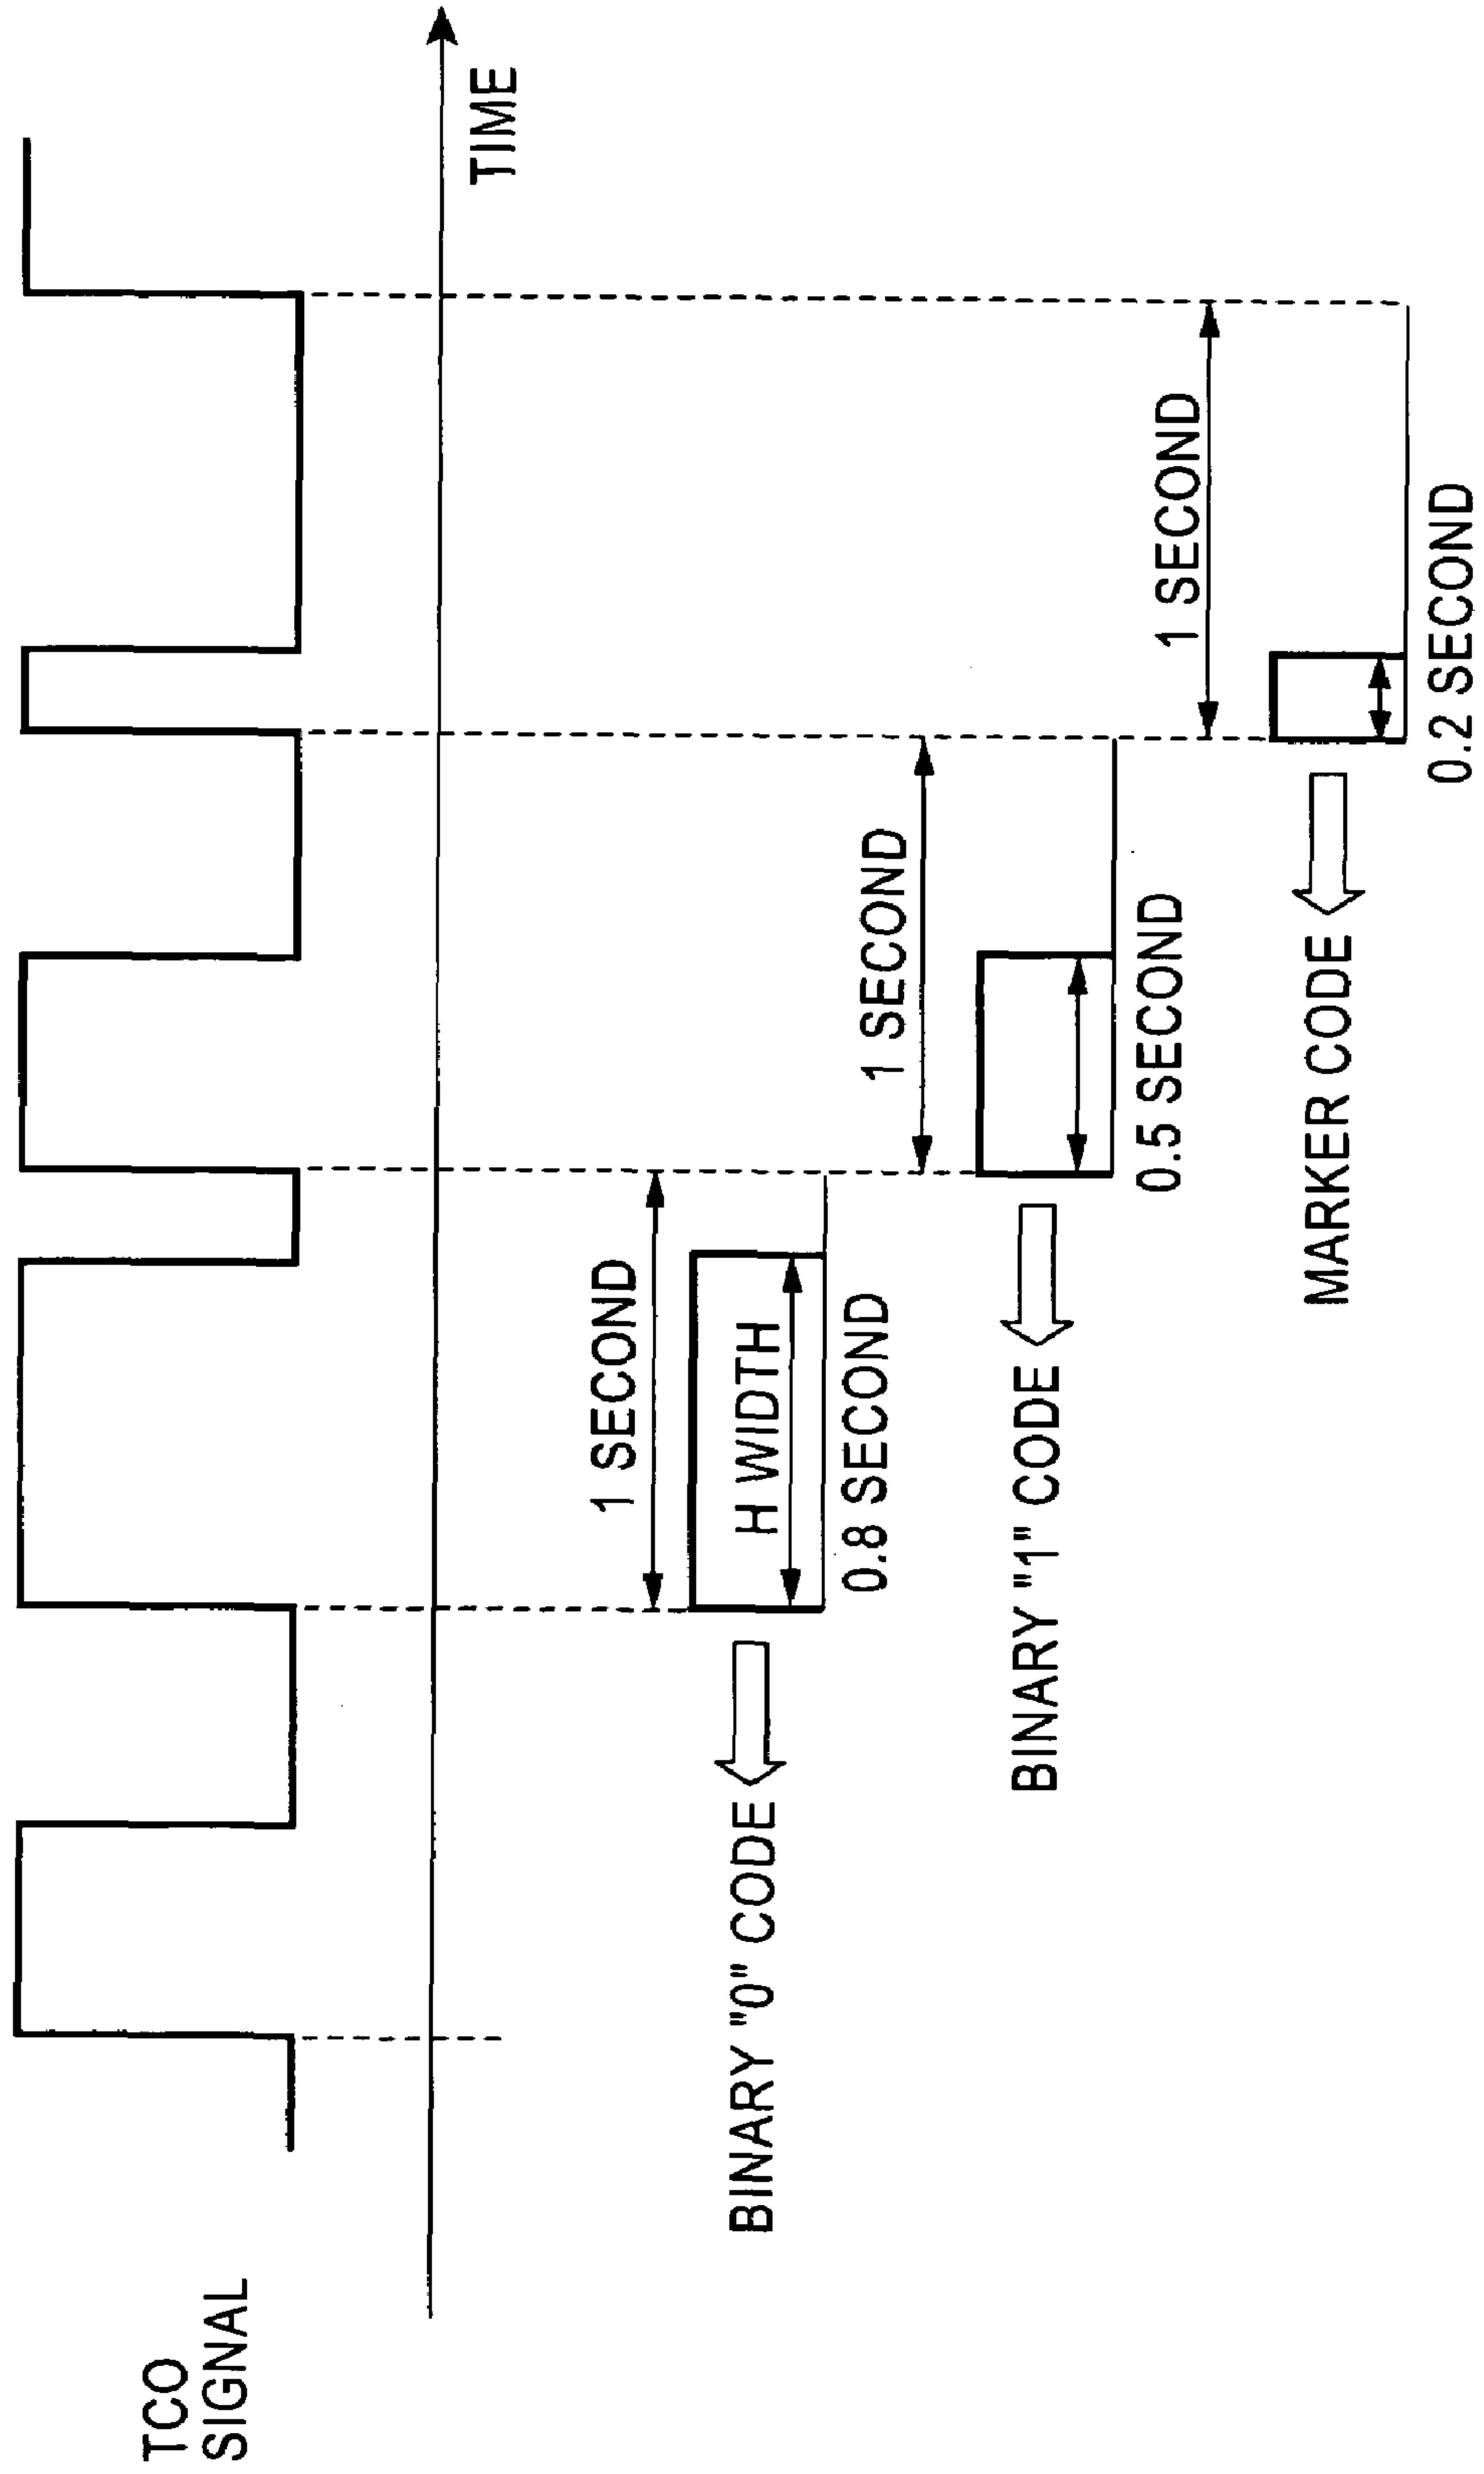 TCO
SIGNAL
TIME
1 SECOND
H WIDTH
0.8 SECOND
BINARY "0" CODE
1 SECOND
0.5 SECOND
BINARY "1" CODE
1 SECOND
0.2 SECOND
MARKER CODE